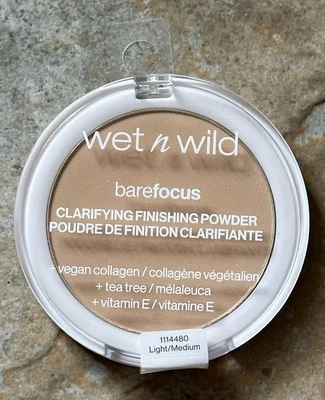 wet n wild
barefocus
CLARIFYING FINISHING POWDER
POUDRE DE FINITION CLARIFIANTE
+ vegan collagen / collagène végétalien
+ tea tree / mélaleuca
+ vitamin E / vitamine E
1114480
Light/Medium